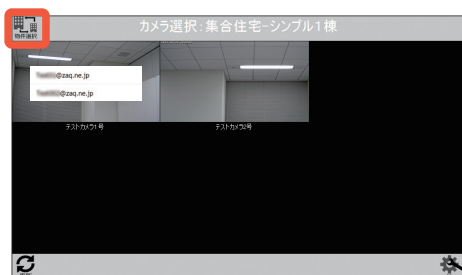 物件選択
カメラ選択:集合住宅-シンプル1棟
@zaq.ne.jp
@zaq.ne.jp
テストカメラ1号
テストカメラ2号